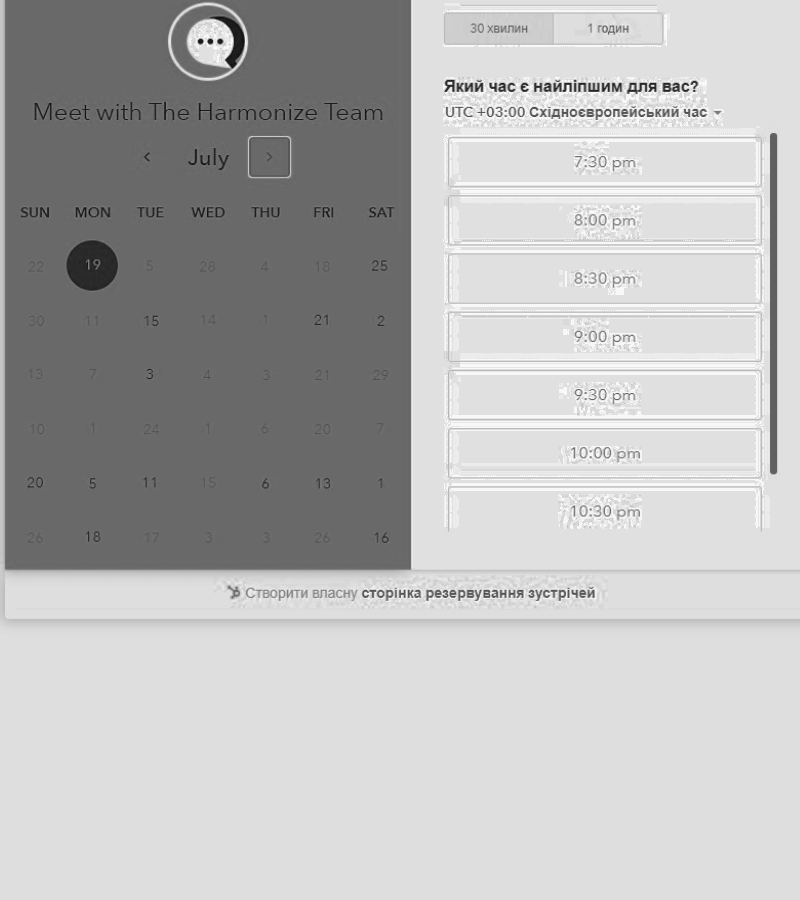 Meet with The Harmonize Team
July
SUN MON TUE WED THU FRI SAT
22 19 5 28 4 18 25
30 11 15 14 1 21 2
13 7 3 4 3 21 29
10 1 24 1 6 20 7
20 5 11 15 6 13 1
26 18 17 3 3 26 16
30 хвилин 1 годин
Який час є найліпшим для вас?
UTC +03:00 Східноєвропейський час
7:30 pm
8:00 pm
8:30 pm
9:00 pm
9:30 pm
10:00 pm
10:30 pm
Створити власну сторінка резервування зустрічей